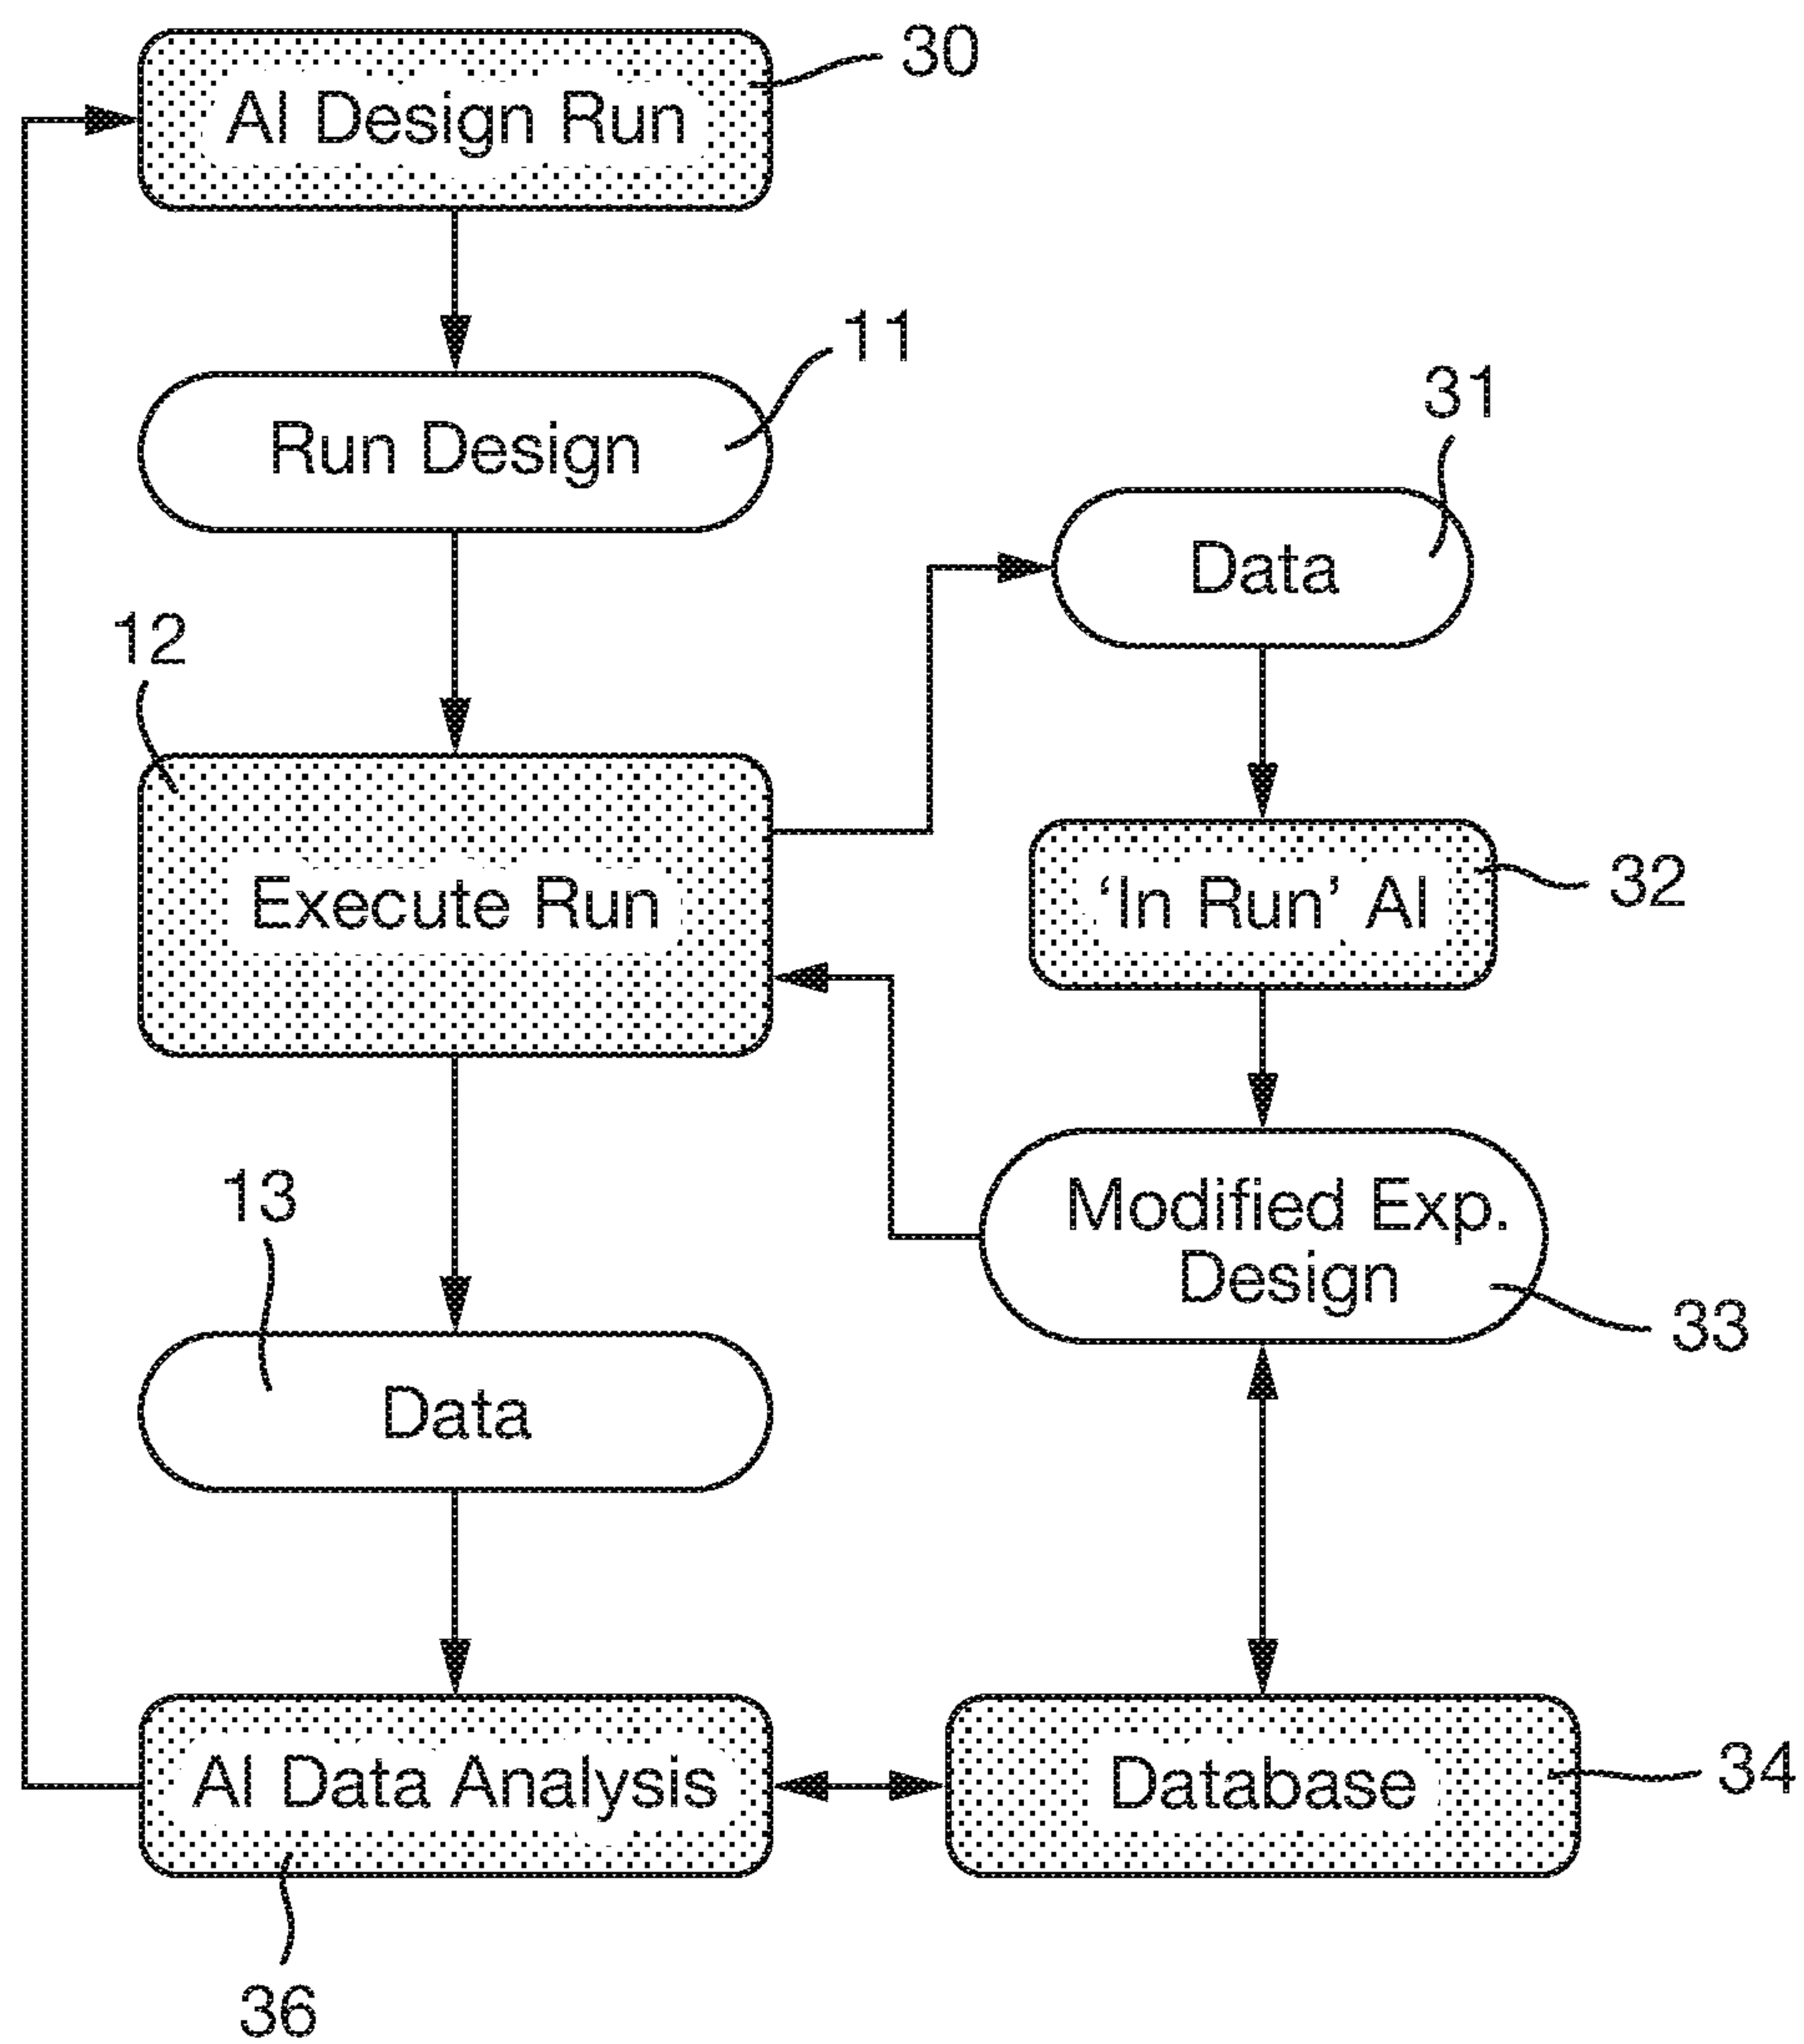 30
AI Design Run
11
Run Design
31
Data
12
Execute Run
‘In Run’ AI
32
13
Modified Exp.
Design
33
Data
AI Data Analysis
Database
34
36